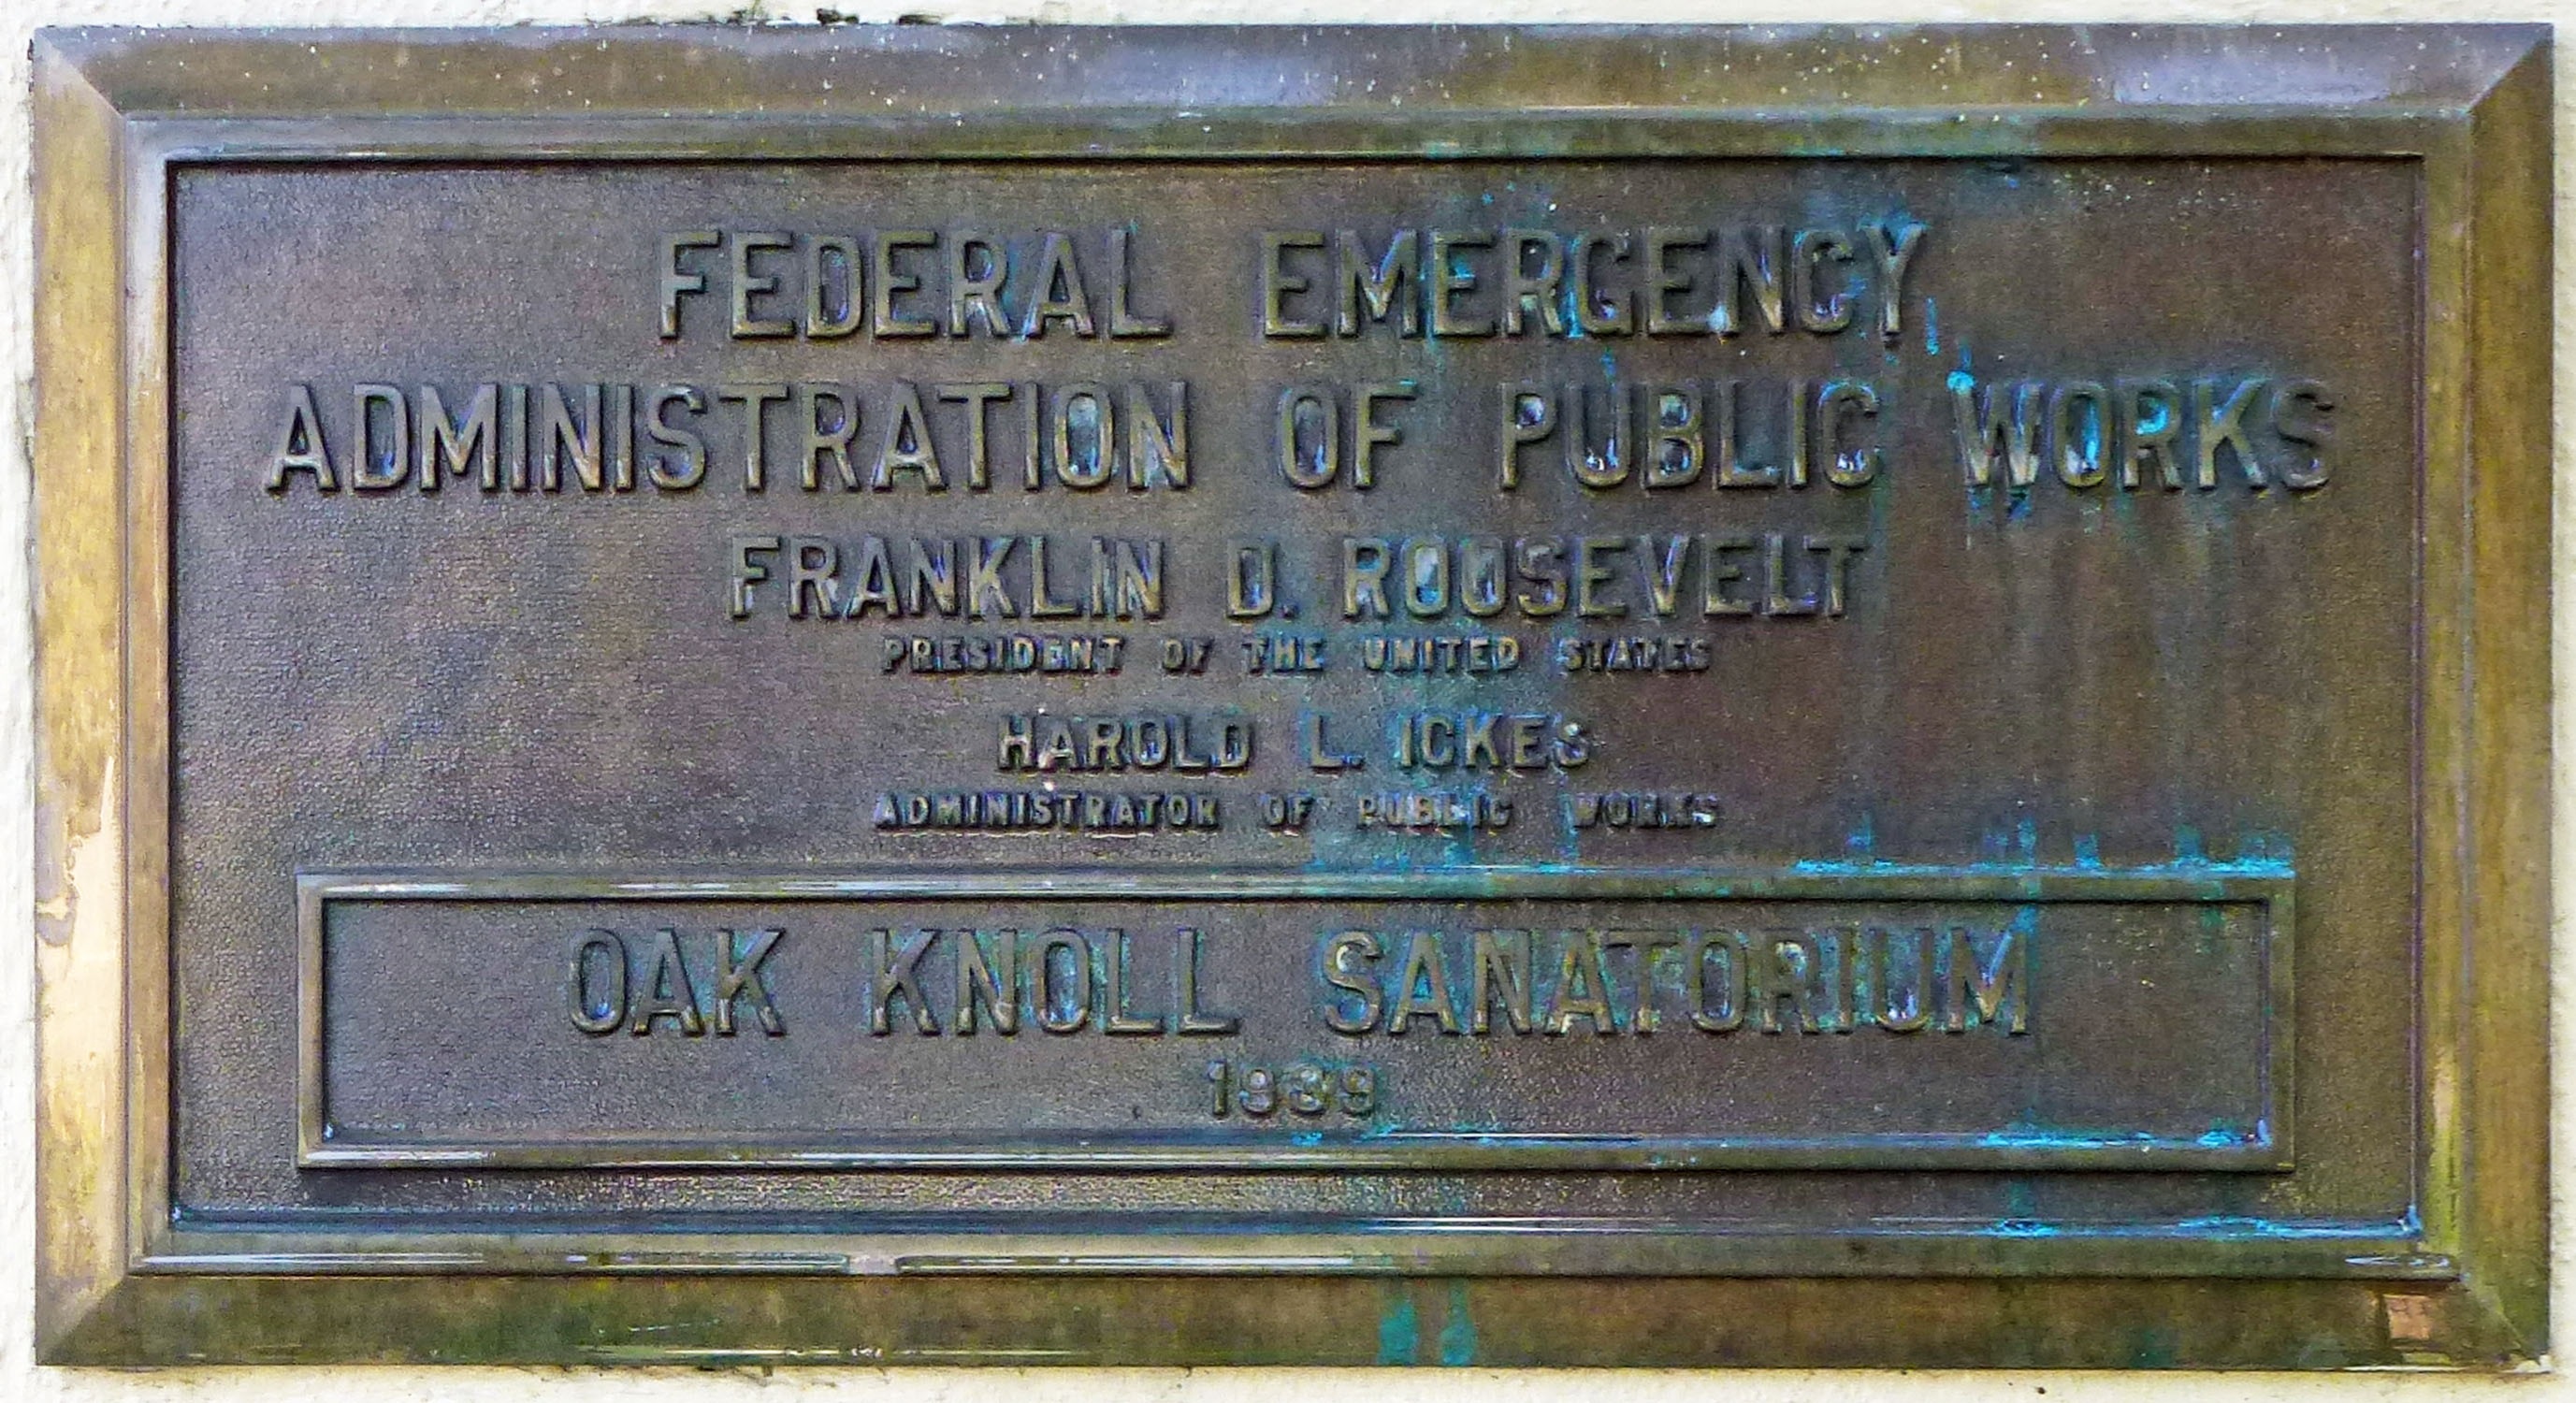 FEDERAL EMERGENCY
ADMINISTRATION OF PUBLIC WORKS
FRANKLIN D. ROOSEVELT
PRESIDENT OF THE UNITED STATES
HAROLD L. ICKES
ADMINISTRATOR OF PUBLIC WORKS
OAK KNOLL SANATORIUM
1939